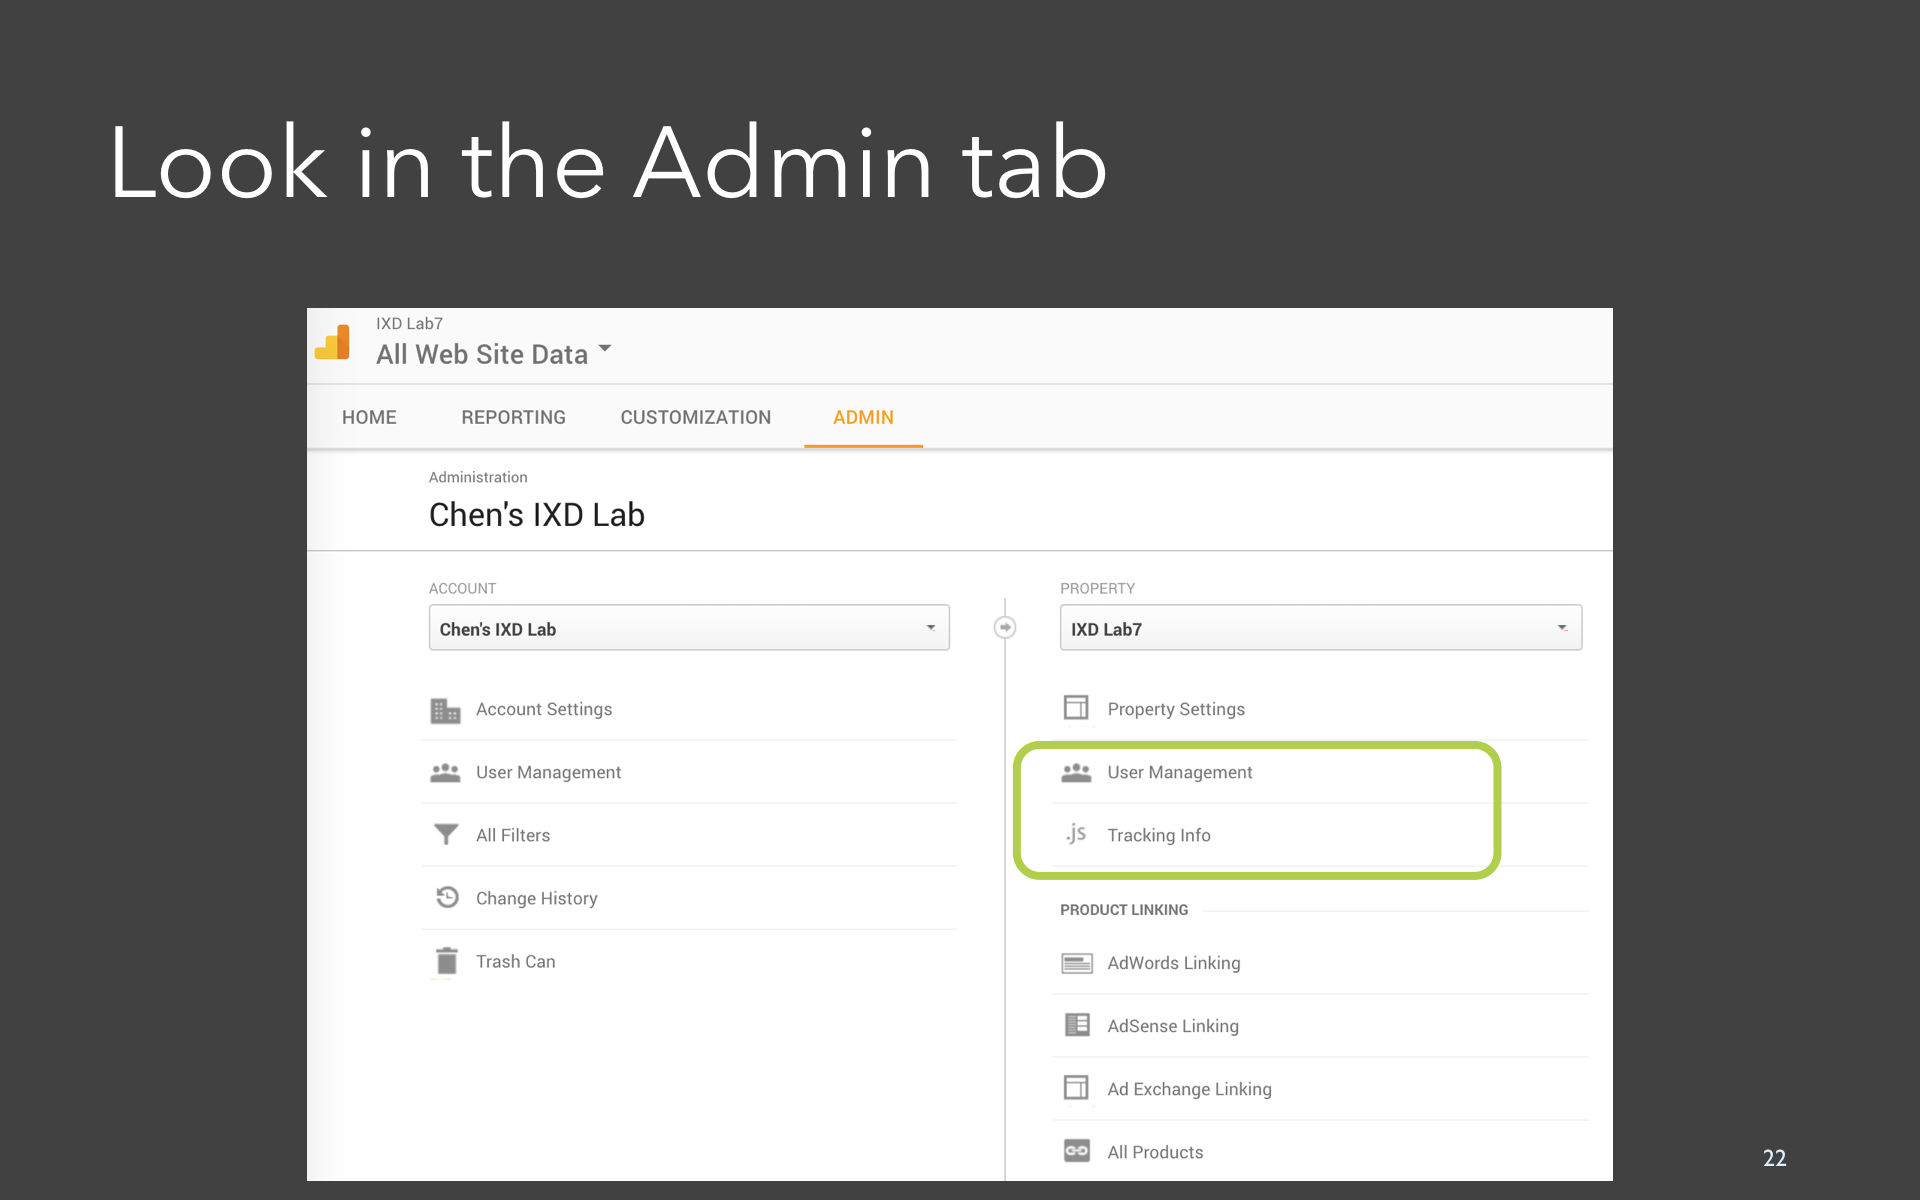 Look in the Admin tab
IXD Lab7
All Web Site Data
HOME REPORTING CUSTOMIZATION ADMIN
Administration
Chen's IXD Lab
ACCOUNT
Chen's IXD Lab
Account Settings
User Management
All Filters
Change History
Trash Can
PROPERTY
IXD Lab7
Property Settings
User Management
.js Tracking Info
PRODUCT LINKING
AdWords Linking
AdSense Linking
Ad Exchange Linking
All Products
22